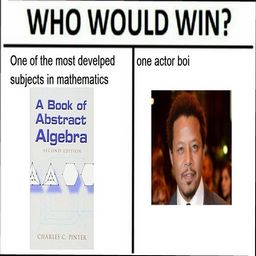 WHO WOULD WIN?
One of the most develped
subjects in mathematics
one actor boi
A Book of
Abstract
Algebra
SECOND EDITION
CHARLES C. PINTER